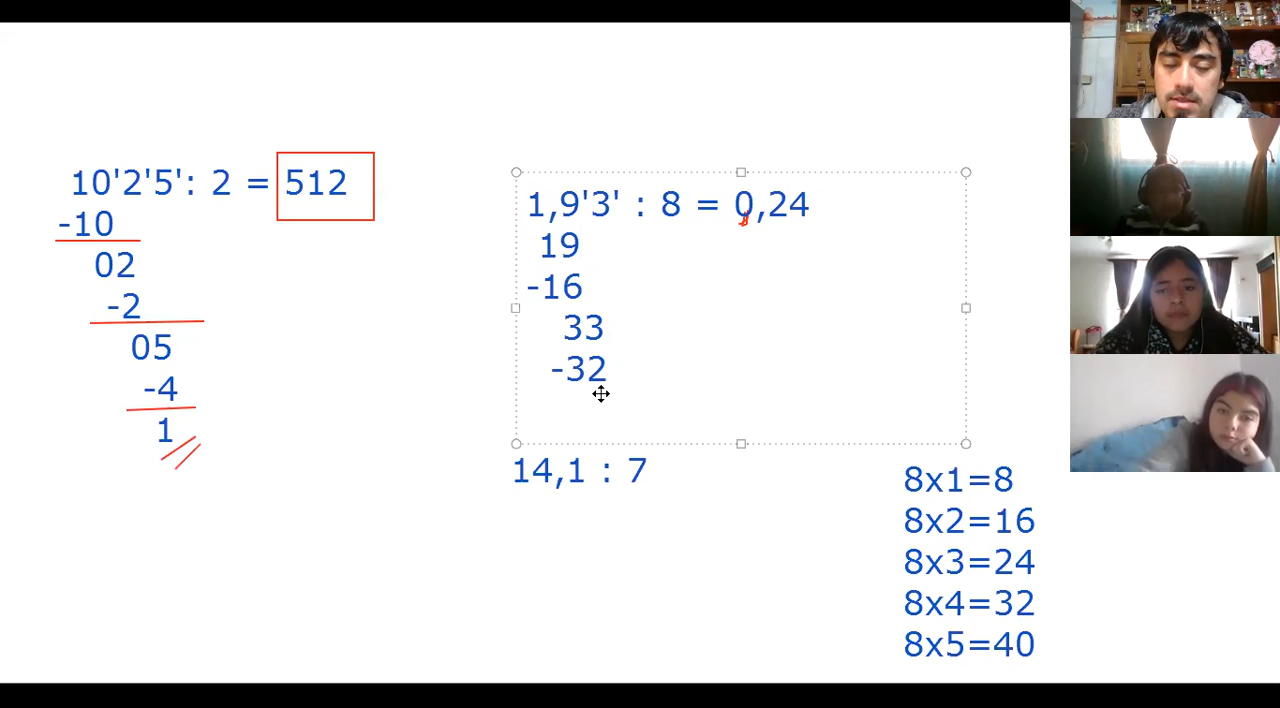 10'2'5': 2 = 512
-10
02
-2
05
-4
1
1,9'3' : 8 = 0,24
19
-16
33
-32
14,1 : 7
8x1=8
8x2=16
8x3=24
8x4=32
8x5=40